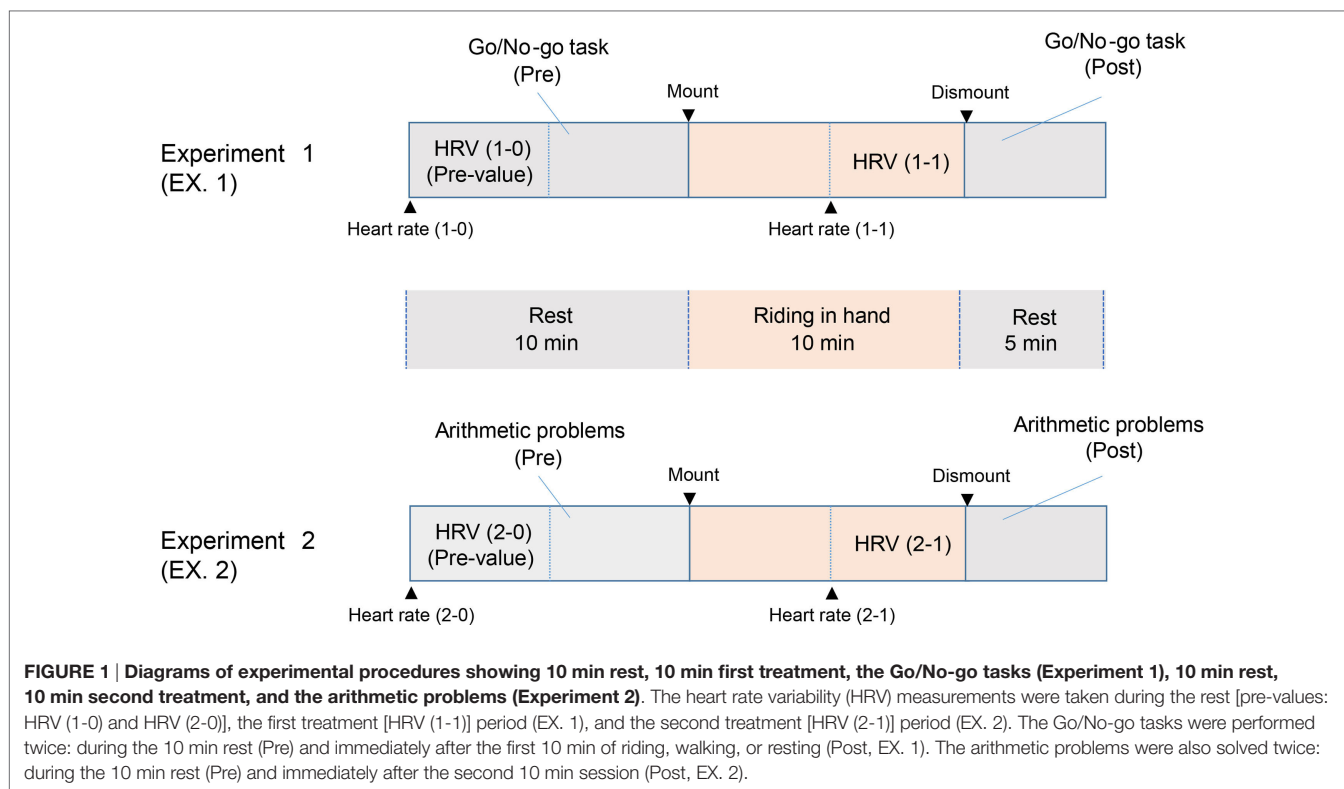 Go/No-go task
(Pre)
Go/No-go task
(Post)
Mount
Dismount
Experiment 1
(EX. 1)
HRV (1-0)
(Pre-value)
HRV (1-1)
Heart rate (1-0)
Heart rate (1-1)
Rest
10 min
Riding in hand
10 min
Rest
5 min
Arithmetic problems
(Pre)
Arithmetic problems
(Post)
Mount
Dismount
Experiment 2
(EX. 2)
HRV (2-0)
(Pre-value)
HRV (2-1)
Heart rate (2-0)
Heart rate (2-1)
FIGURE 1 | Diagrams of experimental procedures showing 10 min rest, 10 min first treatment, the Go/No-go tasks (Experiment 1), 10 min rest,
10 min second treatment, and the arithmetic problems (Experiment 2). The heart rate variability (HRV) measurements were taken during the rest [pre-values:
HRV (1-0) and HRV (2-0)], the first treatment [HRV (1-1)] period (EX. 1), and the second treatment [HRV (2-1)] period (EX. 2). The Go/No-go tasks were performed
twice: during the 10 min rest (Pre) and immediately after the first 10 min of riding, walking, or resting (Post, EX. 1). The arithmetic problems were also solved twice:
during the 10 min rest (Pre) and immediately after the second 10 min session (Post, EX. 2).